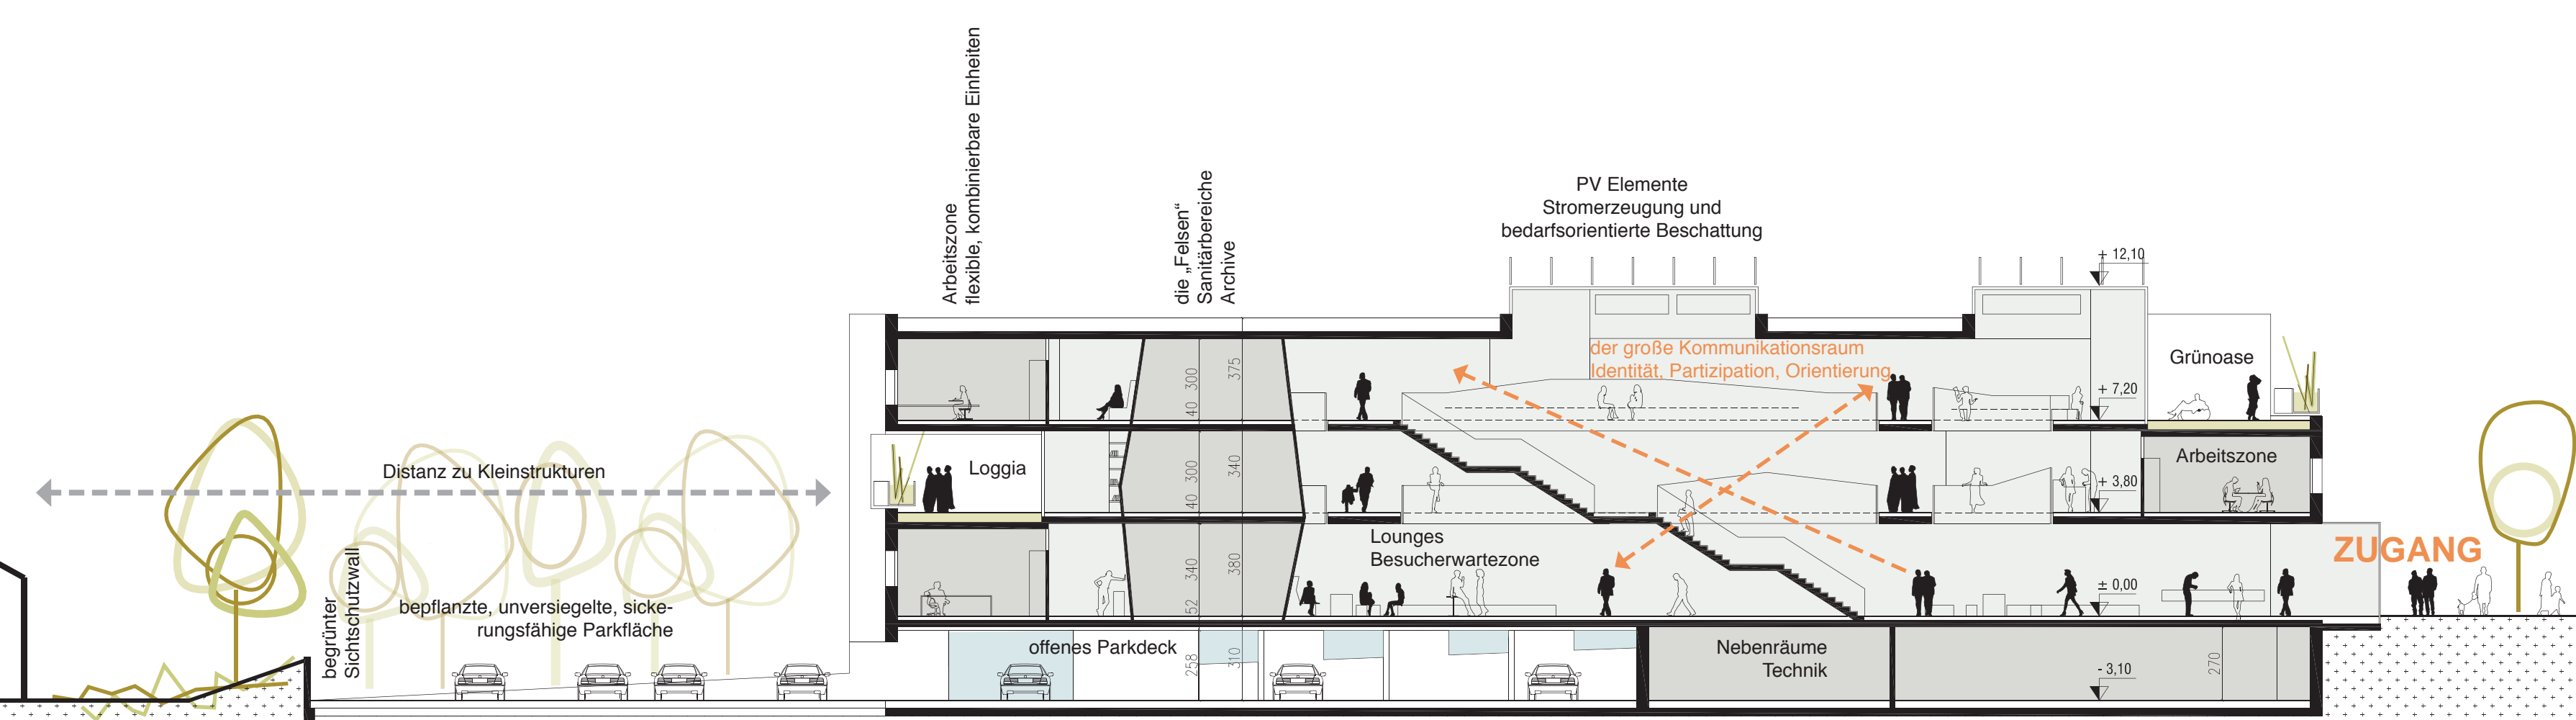 Arbeitszone
flexible, kombinierbare Einheiten
die „Felsen“
Sanitärbereiche
Archive
PV Elemente
Stromerzeugung und
bedarfsorientierte Beschattung
+ 12,10
der große Kommunikationsraum
Identität, Partizipation, Orientierung
Grünoase
300
375
40
+ 7,20
Distanz zu Kleinstrukturen
Loggia
300
340
40
Arbeitszone
+ 3,80
Lounges
Besucherwartezone
ZUGANG
340
380
52
± 0,00
begrünter
Sichtschutzwall
bepflanzte, unversiegelte, sicke-
rungsfähige Parkfläche
offenes Parkdeck
258
310
Nebenräume
Technik
- 3,10
270